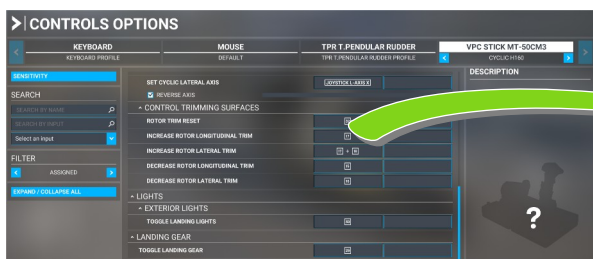 CONTROLS OPTIONS
KEYBOARD
KEYBOARD PROFILE
MOUSE
DEFAULT
TPR T.PENDULAR RUDDER
TPR T.PENDULAR RUDDER PROFILE
VPC STICK MT-50CM3
CYCLIC H160
SENSITIVITY
SEARCH
SEARCH BY NAME
SEARCH BY INPUT
Select an input
FILTER
ASSIGNED
EXPAND / COLLAPSE ALL
SET CYCLIC LATERAL AXIS
JOYSTICK L-AXIS X
REVERSE AXIS
CONTROL TRIMMING SURFACES
ROTOR TRIM RESET
INCREASE ROTOR LONGITUDINAL TRIM
INCREASE ROTOR LATERAL TRIM
DECREASE ROTOR LONGITUDINAL TRIM
DECREASE ROTOR LATERAL TRIM
LIGHTS
EXTERIOR LIGHTS
TOGGLE LANDING LIGHTS
LANDING GEAR
TOGGLE LANDING GEAR
DESCRIPTION
?